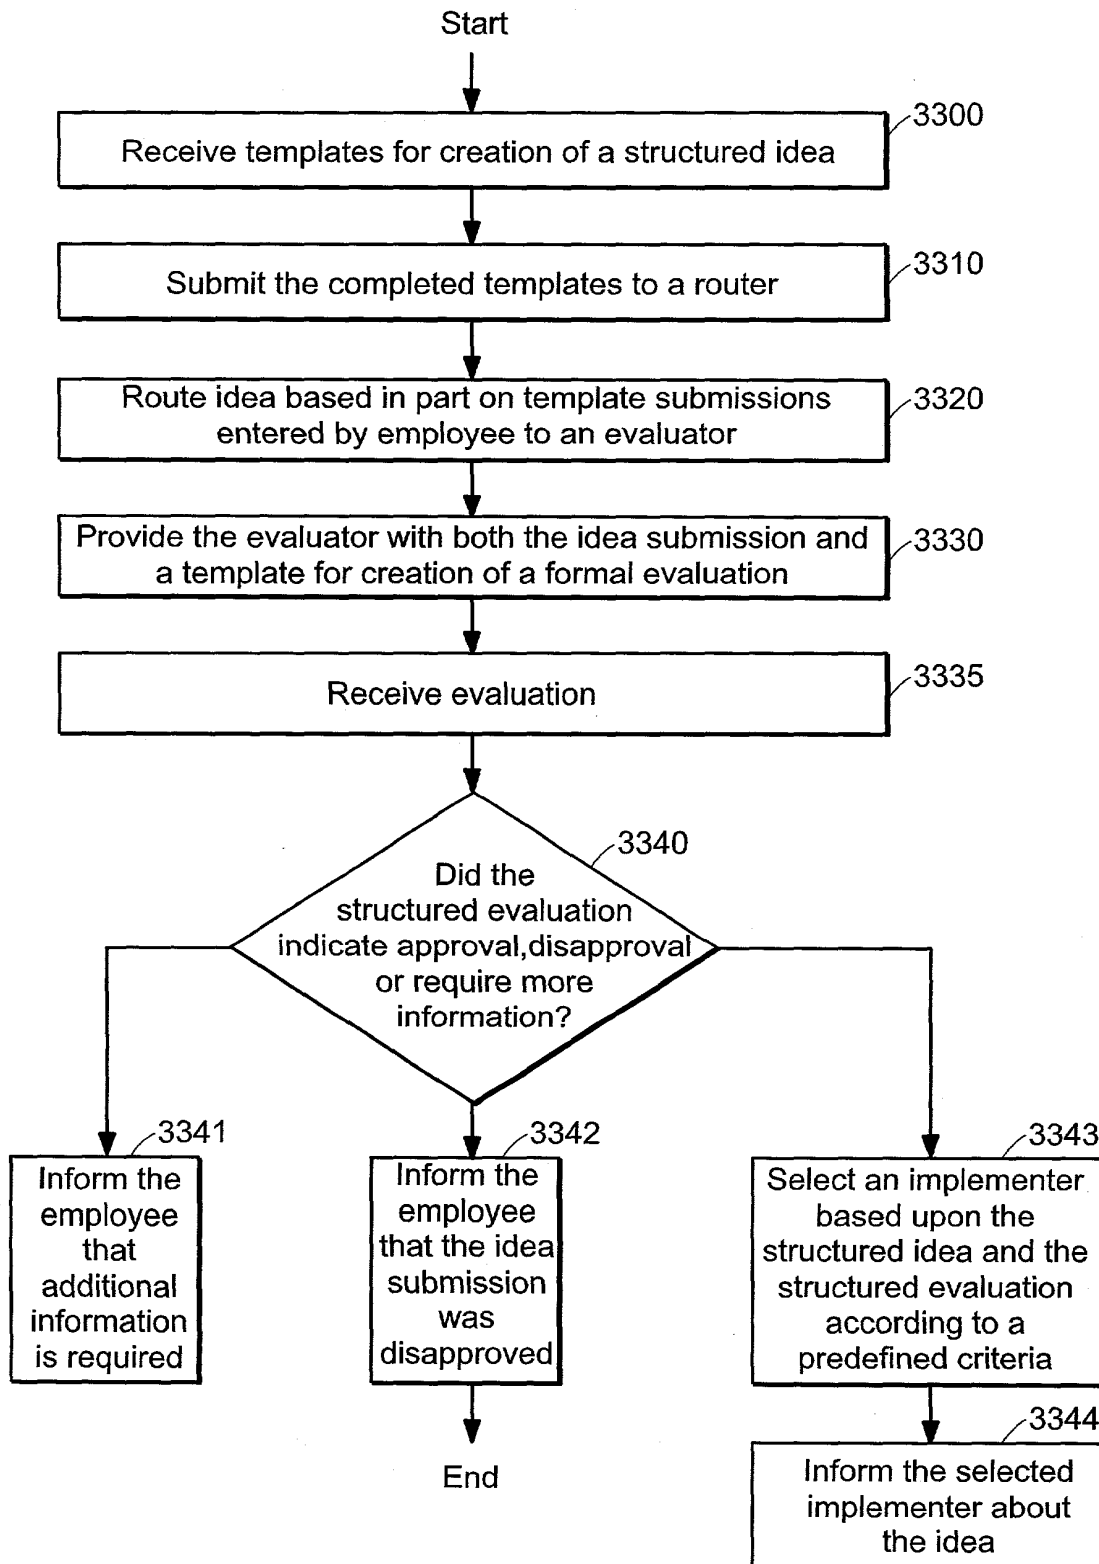 Start
3300
Receive templates for creation of a structured idea
3310
Submit the completed templates to a router
3320
Route idea based in part on template submissions
entered by employee to an evaluator
3330
Provide the evaluator with both the idea submission and
a template for creation of a formal evaluation
3335
Receive evaluation
3340
Did the
structured evaluation
indicate approval,disapproval
or require more
information?
3341
Inform the
employee
that
additional
information
is required
3342
Inform the
employee
that the idea
submission
was
disapproved
End
3343
Select an implementer
based upon the
structured idea and the
structured evaluation
according to a
predefined criteria
3344
Inform the selected
implementer about
the idea